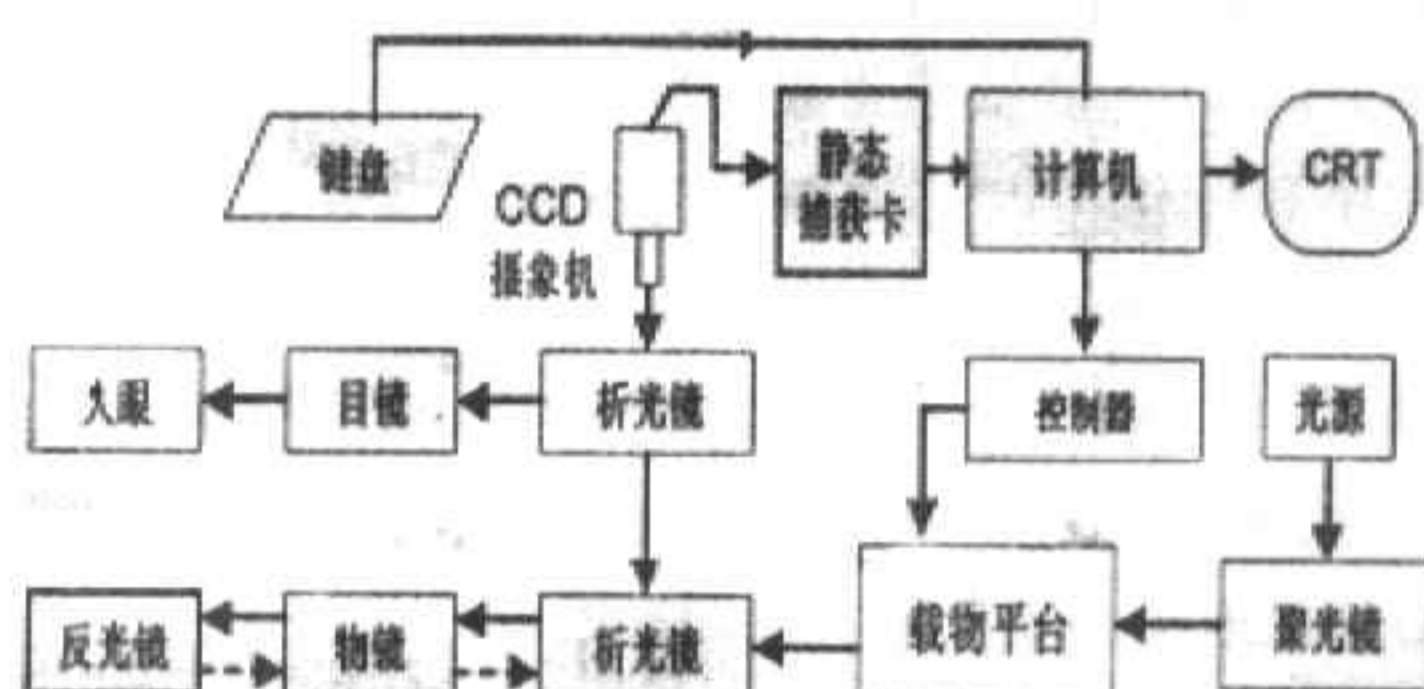 键盘
CCD
摄象机
静态
捕获卡
计算机
CRT
人眼
目镜
折光镜
控制器
光源
反光镜
物镜
折光镜
载物平台
聚光镜